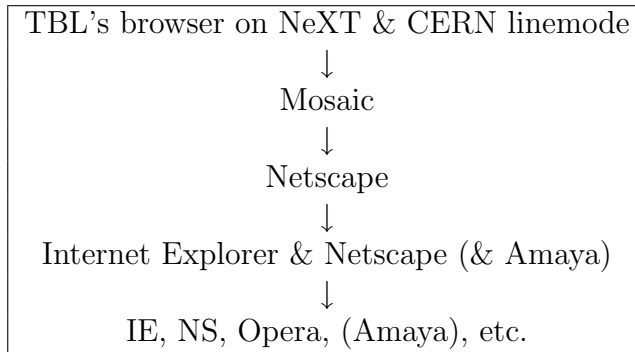 TBL's browser on NeXT & CERN linemode
↓
Mosaic
↓
Netscape
↓
Internet Explorer & Netscape (& Amaya)
↓
IE, NS, Opera, (Amaya), etc.